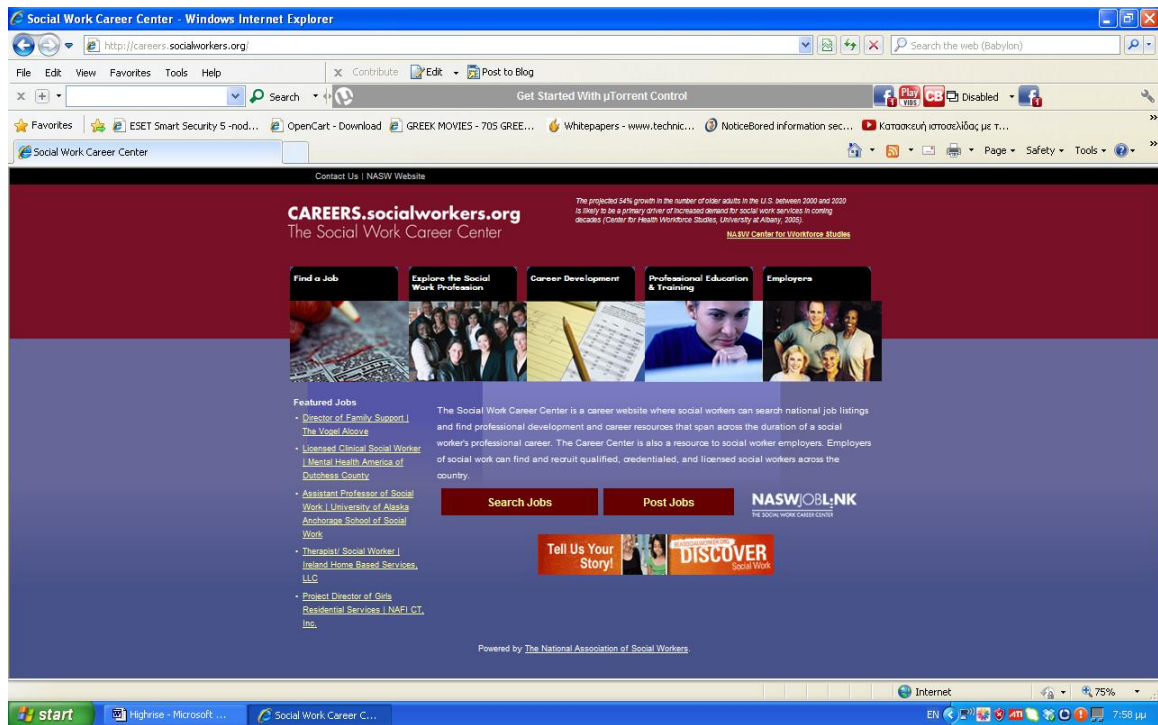 Social Work Career Center - Windows Internet Explorer
http://careers.socialworkers.org/
Search the web (Babylon)
File Edit View Favorites Tools Help
x Contribute Edit Post to Blog
Search
Get Started With µTorrent Control
Play VIDS CB Disabled
Favorites ESET Smart Security 5 -nod... OpenCart - Download GREEK MOVIES - 705 GREE... Whitepapers - www.technic... NoticeBored information sec... Κατασκευή ιστοσελίδας με τ...
Social Work Career Center
Page Safety Tools
Contact Us | NASW Website
CAREERS.socialworkers.org
The Social Work Career Center
The projected 54% growth in the number of older adults in the U.S. between 2000 and 2020
is likely to be a primary driver of increased demand for social work services in coming
decades (Center for Health Workforce Studies, University at Albany, 2005).
NASW Center for Workforce Studies
Find a Job
Explore the Social
Work Profession
Career Development
Professional Education
& Training
Employers
Featured Jobs
• Director of Family Support |
The Vogel Alcove
• Licensed Clinical Social Worker
| Mental Health America of
Dutchess County
• Assistant Professor of Social
Work | University of Alaska
Anchorage School of Social
Work
• Therapist/ Social Worker |
Ireland Home Based Services,
LLC
• Project Director of Girls
Residential Services | NAFI CT,
Inc.
The Social Work Career Center is a career website where social workers can search national job listings
and find professional development and career resources that span across the duration of a social
worker's professional career. The Career Center is also a resource to social worker employers. Employers
of social work can find and recruit qualified, credentialed, and licensed social workers across the
country.
Search Jobs
Post Jobs
NASWJOBL:NK
THE SOCIAL WORK CAREER CENTER
Tell Us Your
Story!
DISCOVER
Social Work
Powered by The National Association of Social Workers.
Internet
75%
start
Highrise - Microsoft ...
Social Work Career C...
EN
7:58 μμ